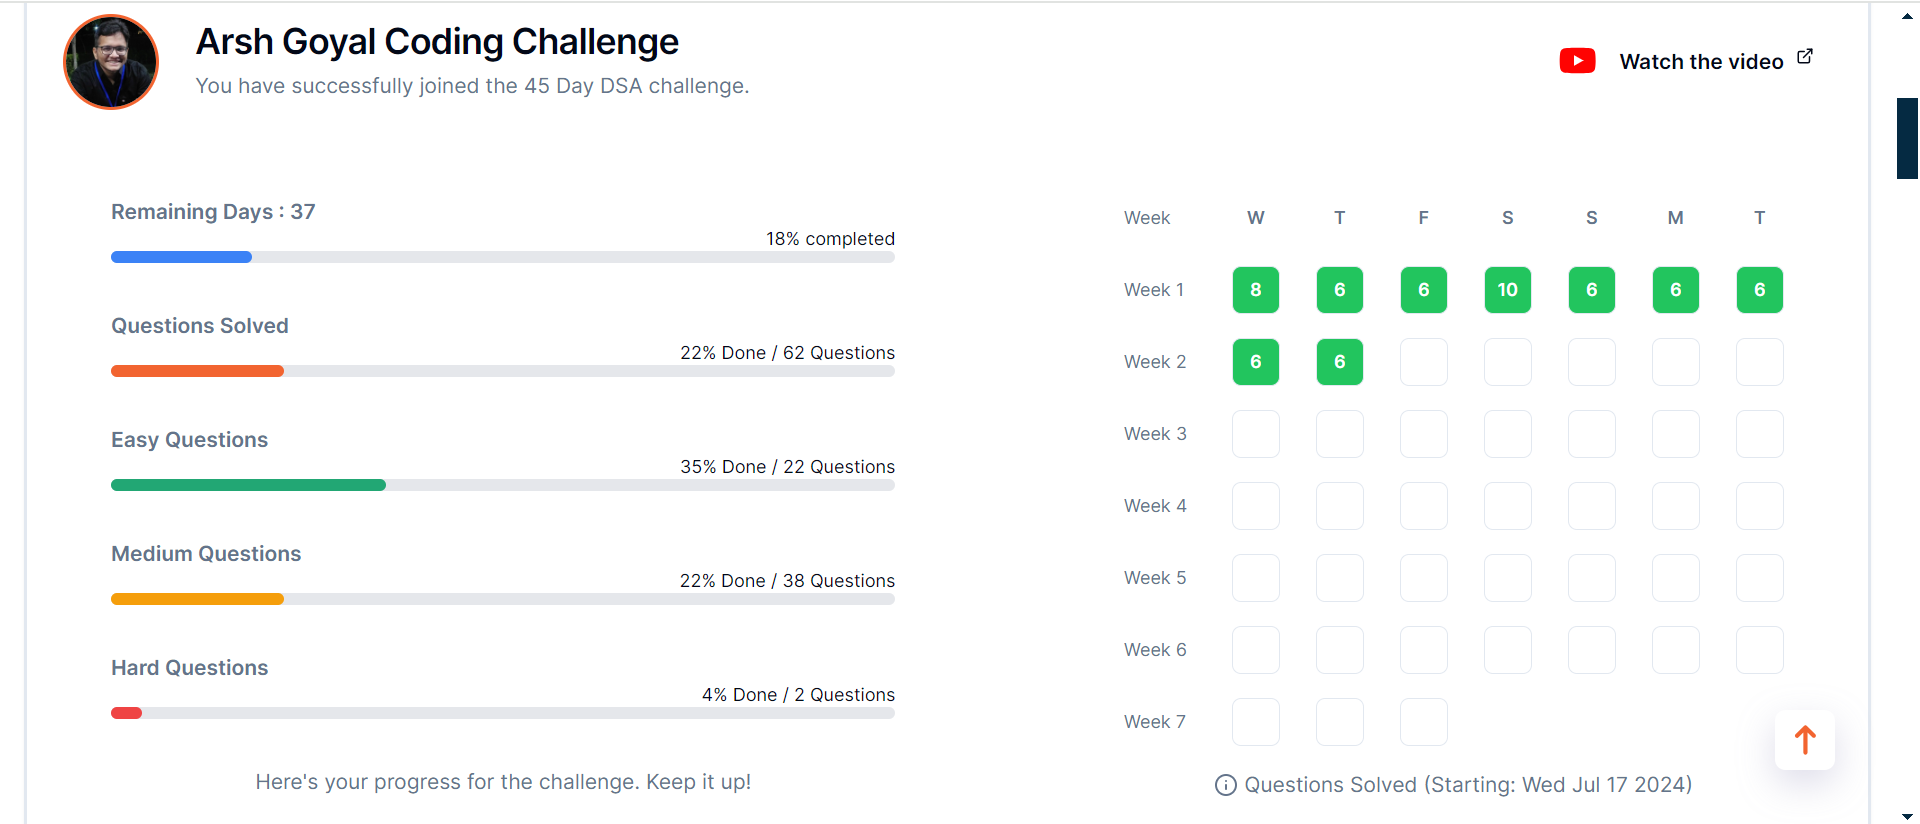 Arsh Goyal Coding Challenge
You have successfully joined the 45 Day DSA challenge.
Watch the video
Remaining Days : 37
18% completed
Questions Solved
22% Done / 62 Questions
Easy Questions
35% Done / 22 Questions
Medium Questions
22% Done / 38 Questions
Hard Questions
4% Done / 2 Questions
Here's your progress for the challenge. Keep it up!
Week W T F S S M T
Week 1 8 6 6 10 6 6 6
Week 2 6 6
Week 3
Week 4
Week 5
Week 6
Week 7
Questions Solved (Starting: Wed Jul 17 2024)